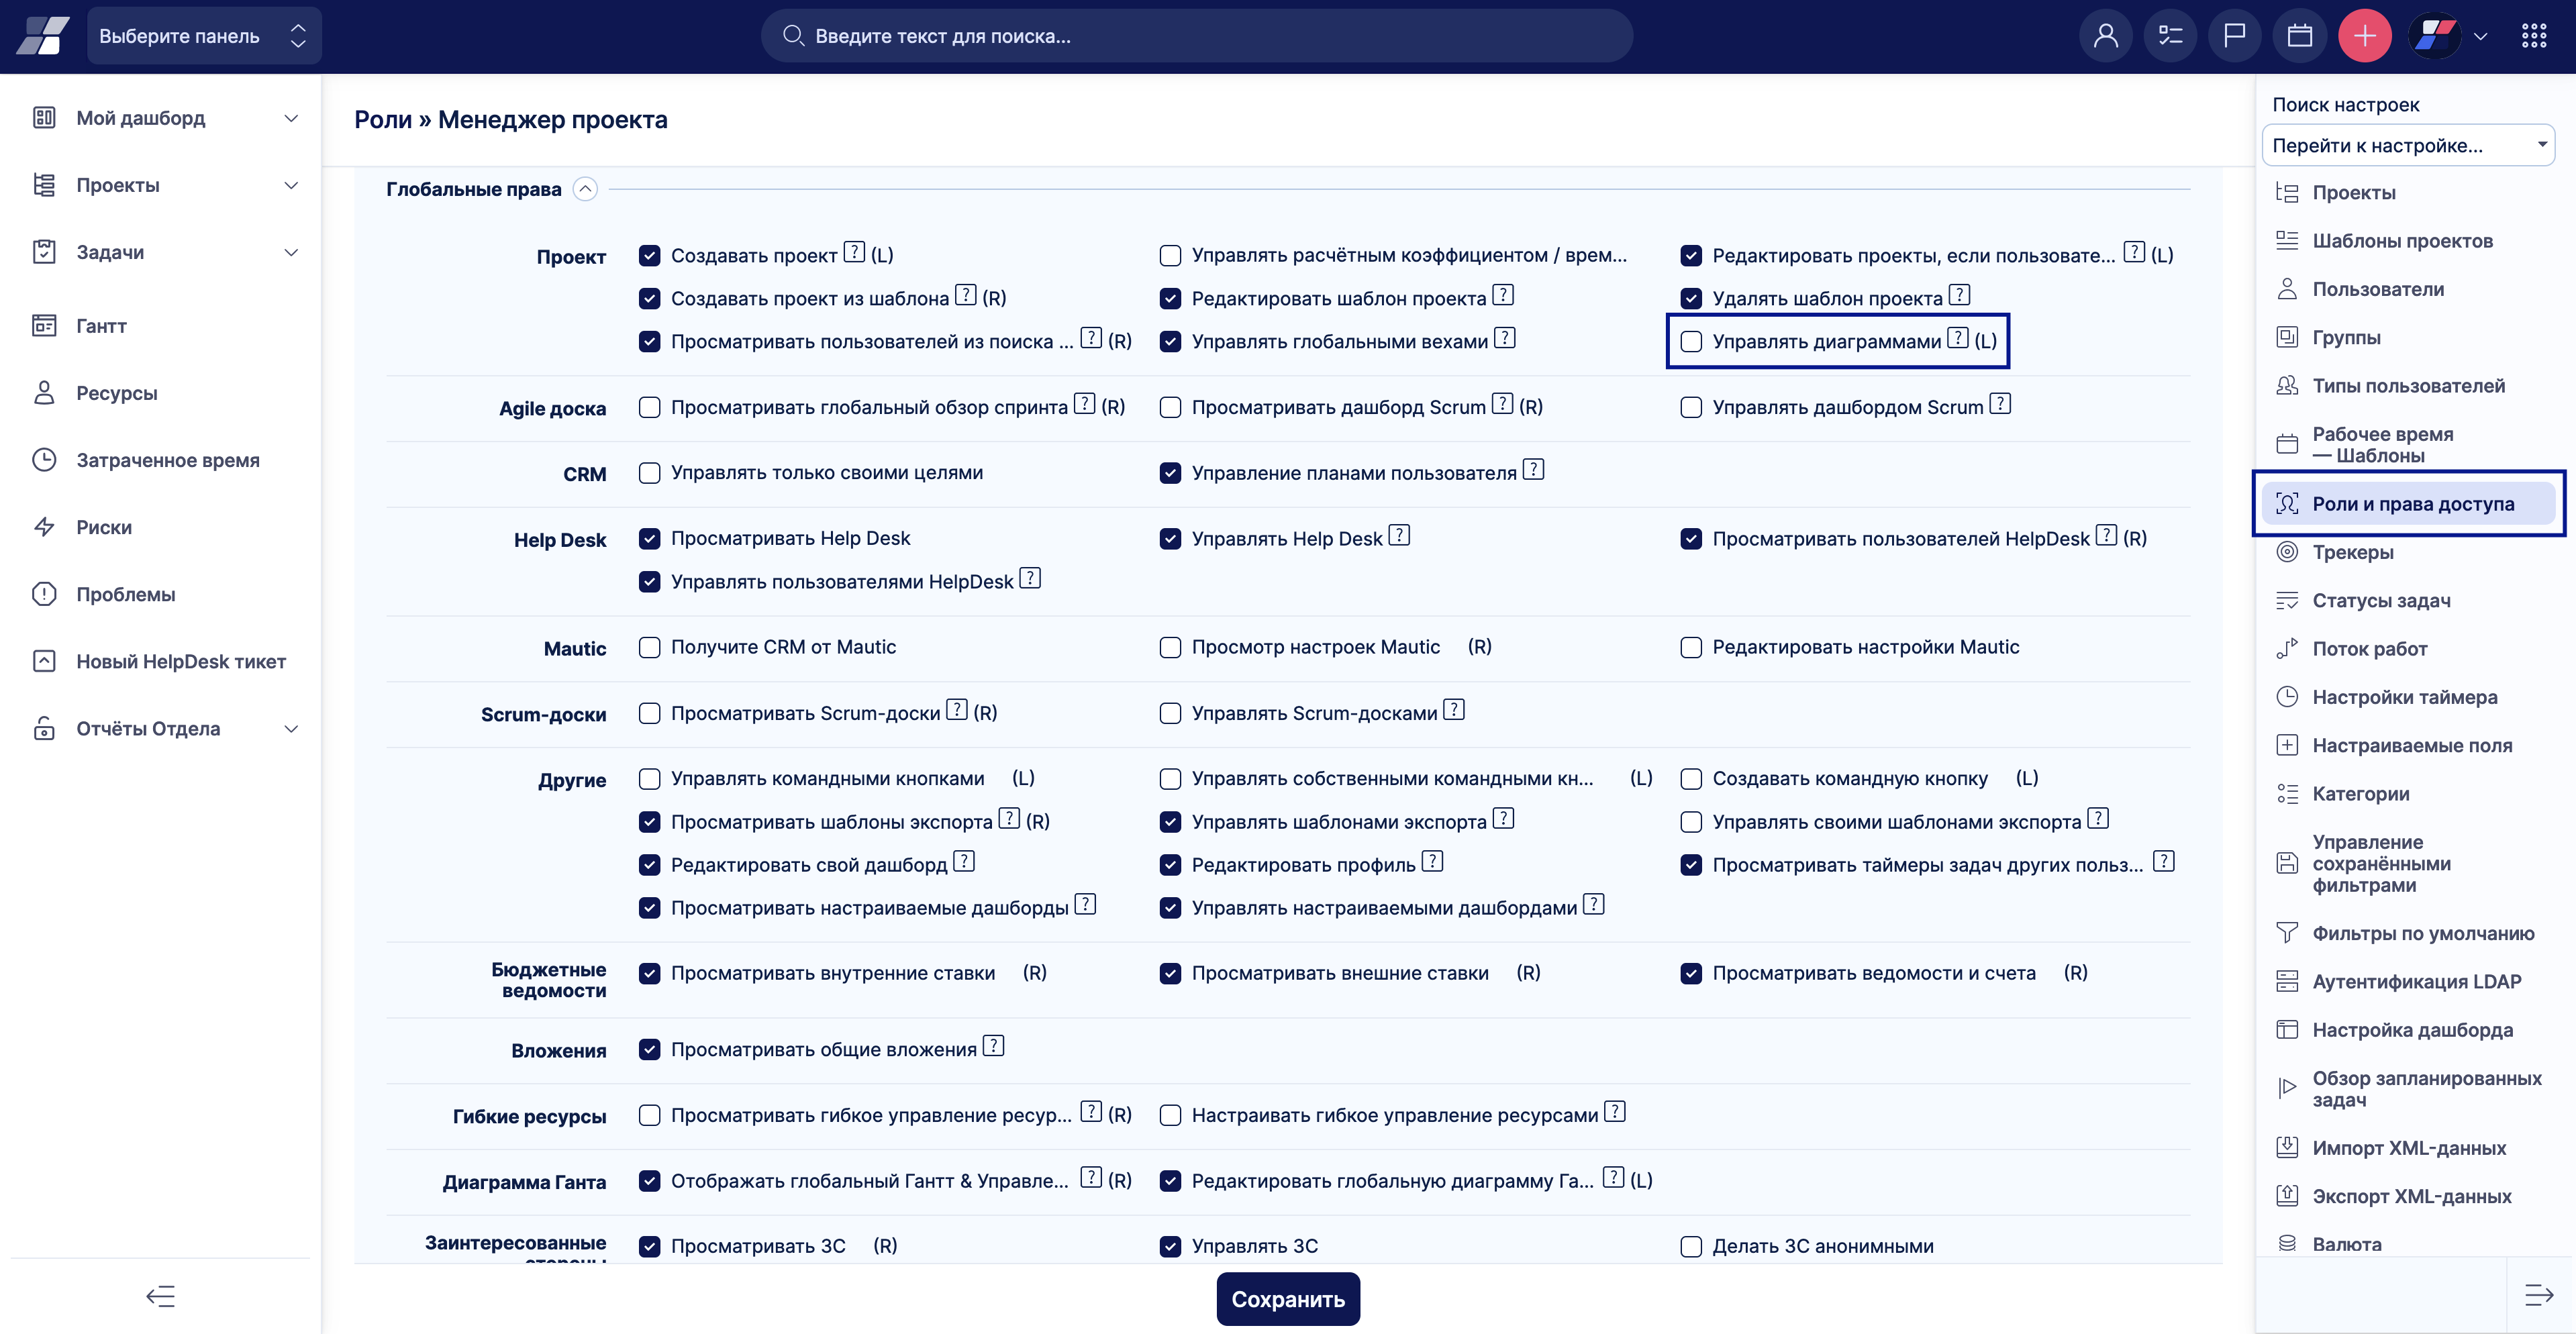 Выберите панель
Введите текст для поиска...
Мой дашборд
Проекты
Задачи
Гантт
Ресурсы
Затраченное время
Риски
Проблемы
Новый HelpDesk тикет
Отчёты Отдела
Роли » Менеджер проекта
Глобальные права
Проект
Создавать проект ? (L)
Управлять расчётным коэффициентом / врем...
Редактировать проекты, если пользовате... ? (L)
Создавать проект из шаблона ? (R)
Редактировать шаблон проекта ?
Удалять шаблон проекта ?
Просматривать пользователей из поиска ... ? (R)
Управлять глобальными вехами ?
Управлять диаграммами ? (L)
Agile доска
Просматривать глобальный обзор спринта ? (R)
Просматривать дашборд Scrum ? (R)
Управлять дашбордом Scrum ?
CRM
Управлять только своими целями
Управление планами пользователя ?
Help Desk
Просматривать Help Desk
Управлять Help Desk ?
Просматривать пользователей HelpDesk ? (R)
Управлять пользователями HelpDesk ?
Mautic
Получите CRM от Mautic
Просмотр настроек Mautic (R)
Редактировать настройки Mautic
Scrum-доски
Просматривать Scrum-доски ? (R)
Управлять Scrum-досками ?
Другие
Управлять командными кнопками (L)
Управлять собственными командными кн... (L)
Создавать командную кнопку (L)
Просматривать шаблоны экспорта ? (R)
Управлять шаблонами экспорта ?
Управлять своими шаблонами экспорта ?
Редактировать свой дашборд ?
Редактировать профиль ?
Просматривать таймеры задач других польз... ?
Просматривать настраиваемые дашборды ?
Управлять настраиваемыми дашбордами ?
Бюджетные
ведомости
Просматривать внутренние ставки (R)
Просматривать внешние ставки (R)
Просматривать ведомости и счета (R)
Вложения
Просматривать общие вложения ?
Гибкие ресурсы
Просматривать гибкое управление ресур... ? (R)
Настраивать гибкое управление ресурсами ?
Диаграмма Ганта
Отображать глобальный Гантт & Управле... ? (R)
Редактировать глобальную диаграмму Га... ? (L)
Заинтересованные
стороны
Просматривать ЗС (R)
Управлять ЗС
Делать ЗС анонимными
Сохранить
Поиск настроек
Перейти к настройке...
Проекты
Шаблоны проектов
Пользователи
Группы
Типы пользователей
Рабочее время
— Шаблоны
Роли и права доступа
Трекеры
Статусы задач
Поток работ
Настройки таймера
Настраиваемые поля
Категории
Управление
сохранёнными
фильтрами
Фильтры по умолчанию
Аутентификация LDAP
Настройка дашборда
Обзор запланированных
задач
Импорт XML-данных
Экспорт XML-данных
Валюта